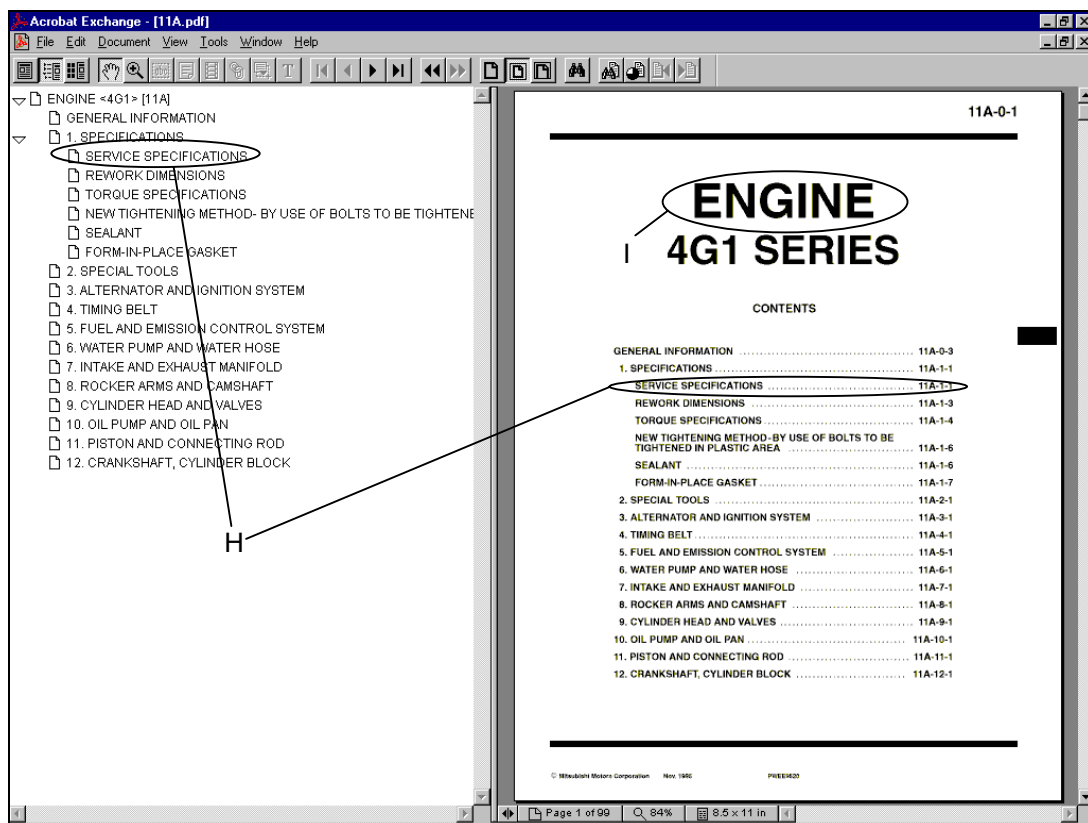 Acrobat Exchange - [11A.pdf]
File Edit Document View Tools Window Help
ENGINE <4G1> [11A]
GENERAL INFORMATION
1. SPECIFICATIONS
SERVICE SPECIFICATIONS
REWORK DIMENSIONS
TORQUE SPECIFICATIONS
NEW TIGHTENING METHOD- BY USE OF BOLTS TO BE TIGHTENE
SEALANT
FORM-IN-PLACE GASKET
2. SPECIAL TOOLS
3. ALTERNATOR AND IGNITION SYSTEM
4. TIMING BELT
5. FUEL AND EMISSION CONTROL SYSTEM
6. WATER PUMP AND WATER HOSE
7. INTAKE AND EXHAUST MANIFOLD
8. ROCKER ARMS AND CAMSHAFT
9. CYLINDER HEAD AND VALVES
10. OIL PUMP AND OIL PAN
11. PISTON AND CONNECTING ROD
12. CRANKSHAFT, CYLINDER BLOCK
H
11A-0-1
ENGINE
I
4G1 SERIES
CONTENTS
GENERAL INFORMATION ........ 11A-0-3
1. SPECIFICATIONS ........ 11A-1-1
SERVICE SPECIFICATIONS ........ 11A-1-1
REWORK DIMENSIONS ........ 11A-1-3
TORQUE SPECIFICATIONS ........ 11A-1-4
NEW TIGHTENING METHOD-BY USE OF BOLTS TO BE
TIGHTENED IN PLASTIC AREA ........ 11A-1-6
SEALANT ........ 11A-1-6
FORM-IN-PLACE GASKET ........ 11A-1-7
2. SPECIAL TOOLS ........ 11A-2-1
3. ALTERNATOR AND IGNITION SYSTEM ........ 11A-3-1
4. TIMING BELT ........ 11A-4-1
5. FUEL AND EMISSION CONTROL SYSTEM ........ 11A-5-1
6. WATER PUMP AND WATER HOSE ........ 11A-6-1
7. INTAKE AND EXHAUST MANIFOLD ........ 11A-7-1
8. ROCKER ARMS AND CAMSHAFT ........ 11A-8-1
9. CYLINDER HEAD AND VALVES ........ 11A-9-1
10. OIL PUMP AND OIL PAN ........ 11A-10-1
11. PISTON AND CONNECTING ROD ........ 11A-11-1
12. CRANKSHAFT, CYLINDER BLOCK ........ 11A-12-1
© Mitsubishi Motors Corporation Nov. 
Page 1 of 99 84% 8.5 x 11 in